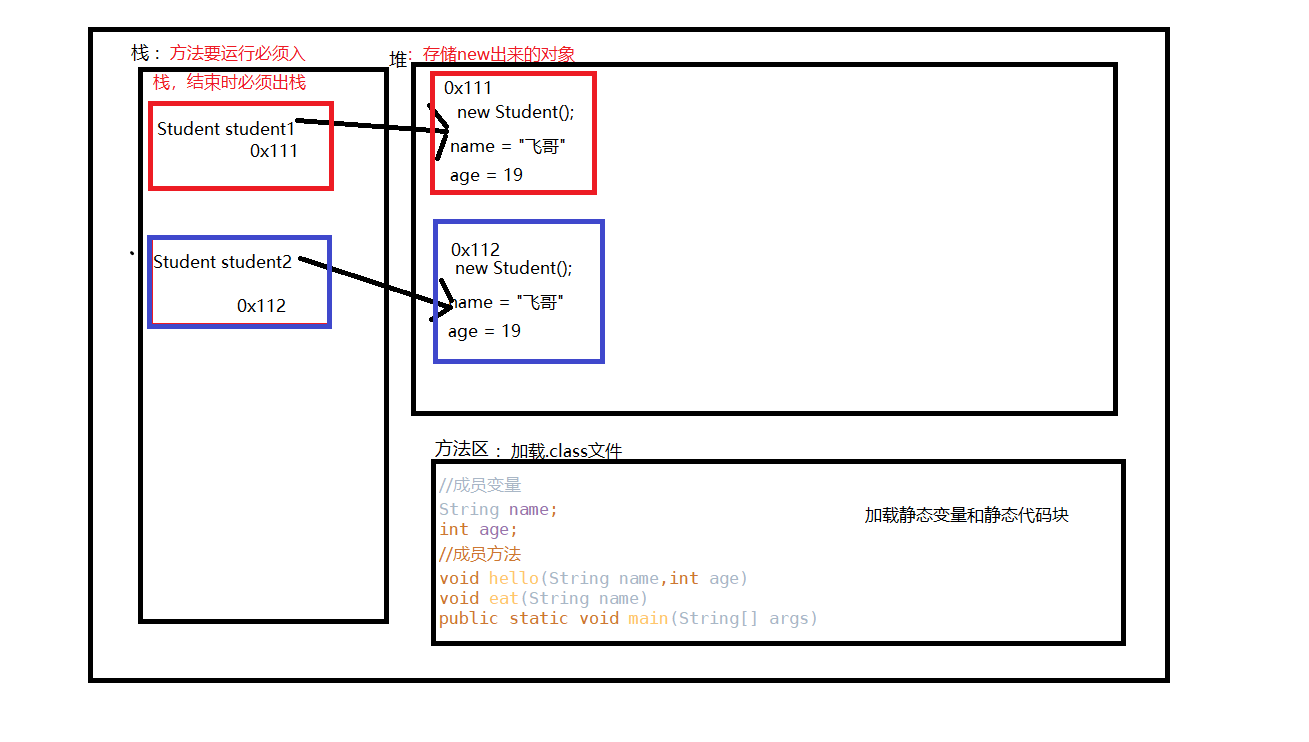 栈：方法要运行必须入
栈，结束时必须出栈
Student student1
0x111
Student student2
0x112
堆：存储new出来的对象
0x111
new Student();
name = "飞哥"
age = 19
0x112
new Student();
name = "飞哥"
age = 19
方法区：加载.class文件
//成员变量
String name;
int age;
//成员方法
void hello(String name,int age)
void eat(String name)
public static void main(String[] args)
加载静态变量和静态代码块